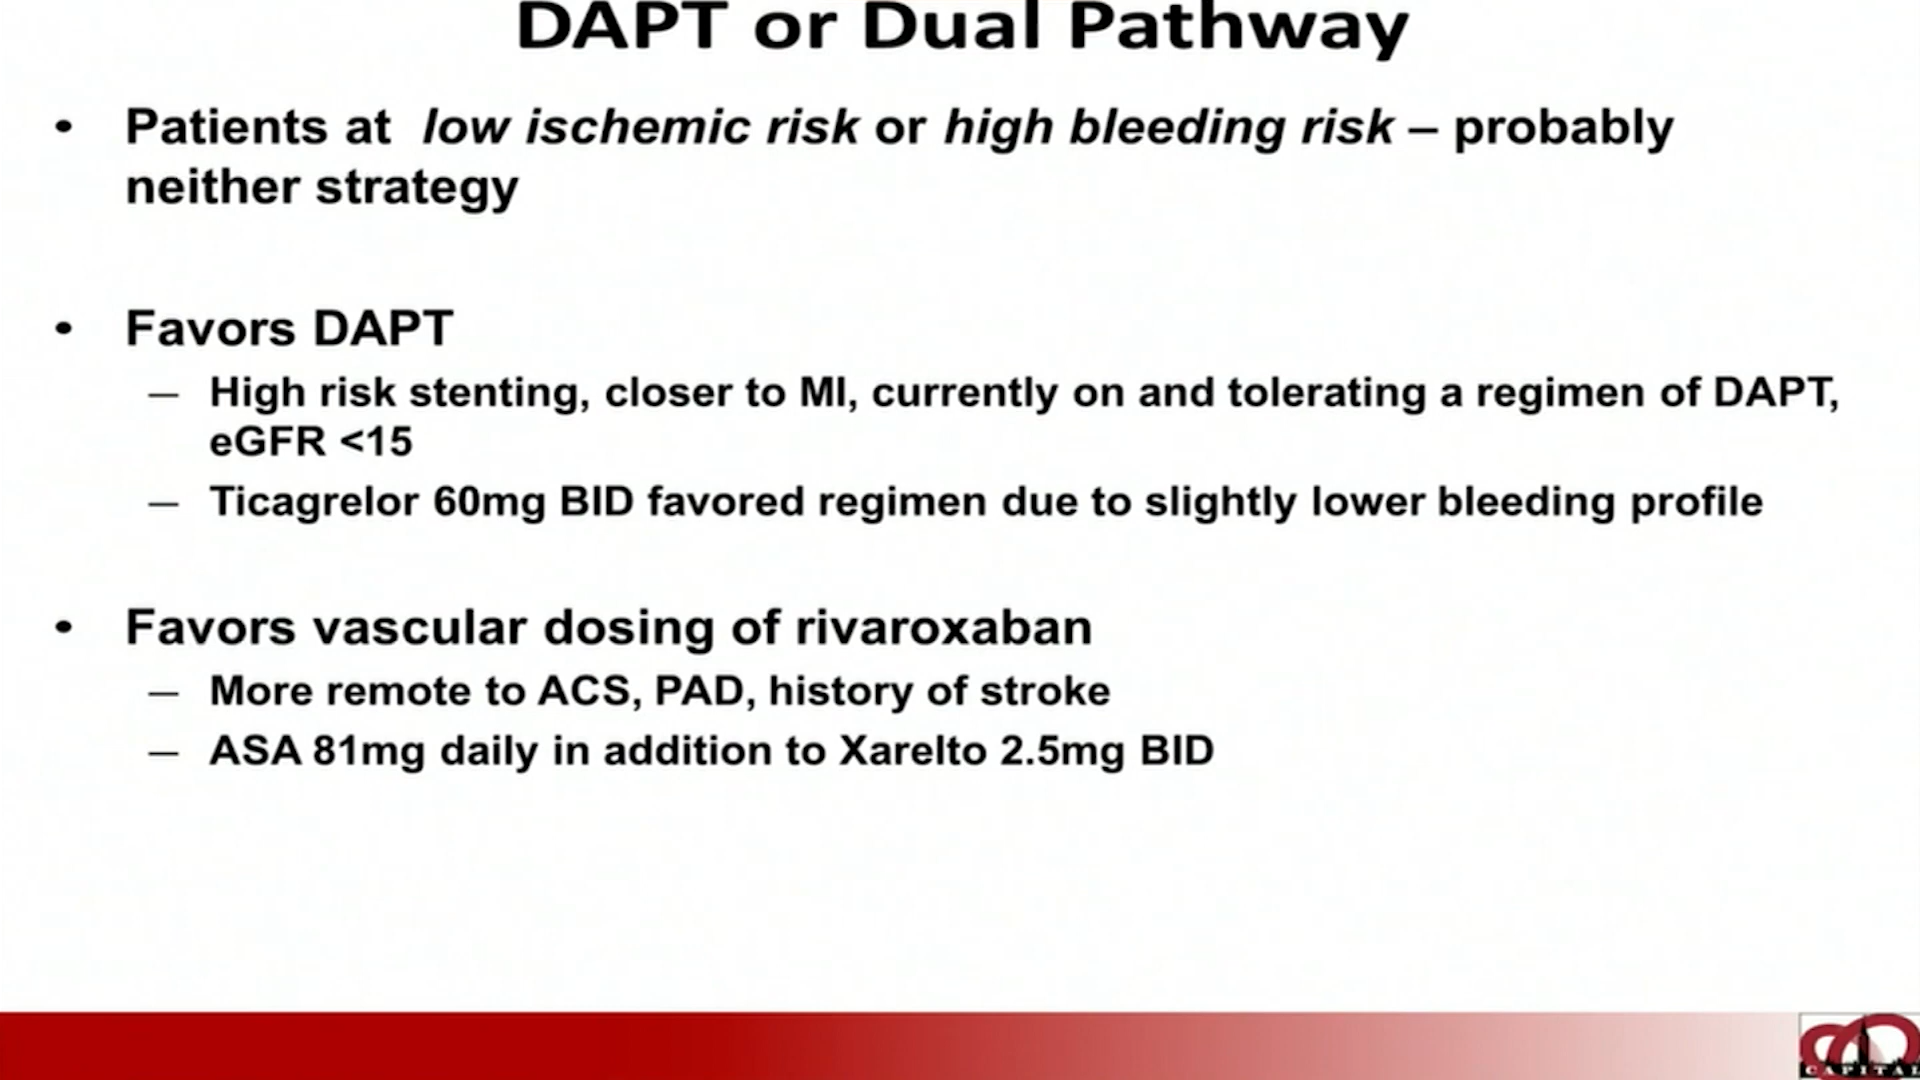 DAPT or Dual Pathway
• Patients at low ischemic risk or high bleeding risk – probably
neither strategy
• Favors DAPT
– High risk stenting, closer to MI, currently on and tolerating a regimen of DAPT,
eGFR <15
– Ticagrelor 60mg BID favored regimen due to slightly lower bleeding profile
• Favors vascular dosing of rivaroxaban
– More remote to ACS, PAD, history of stroke
– ASA 81mg daily in addition to Xarelto 2.5mg BID
CAPITAL